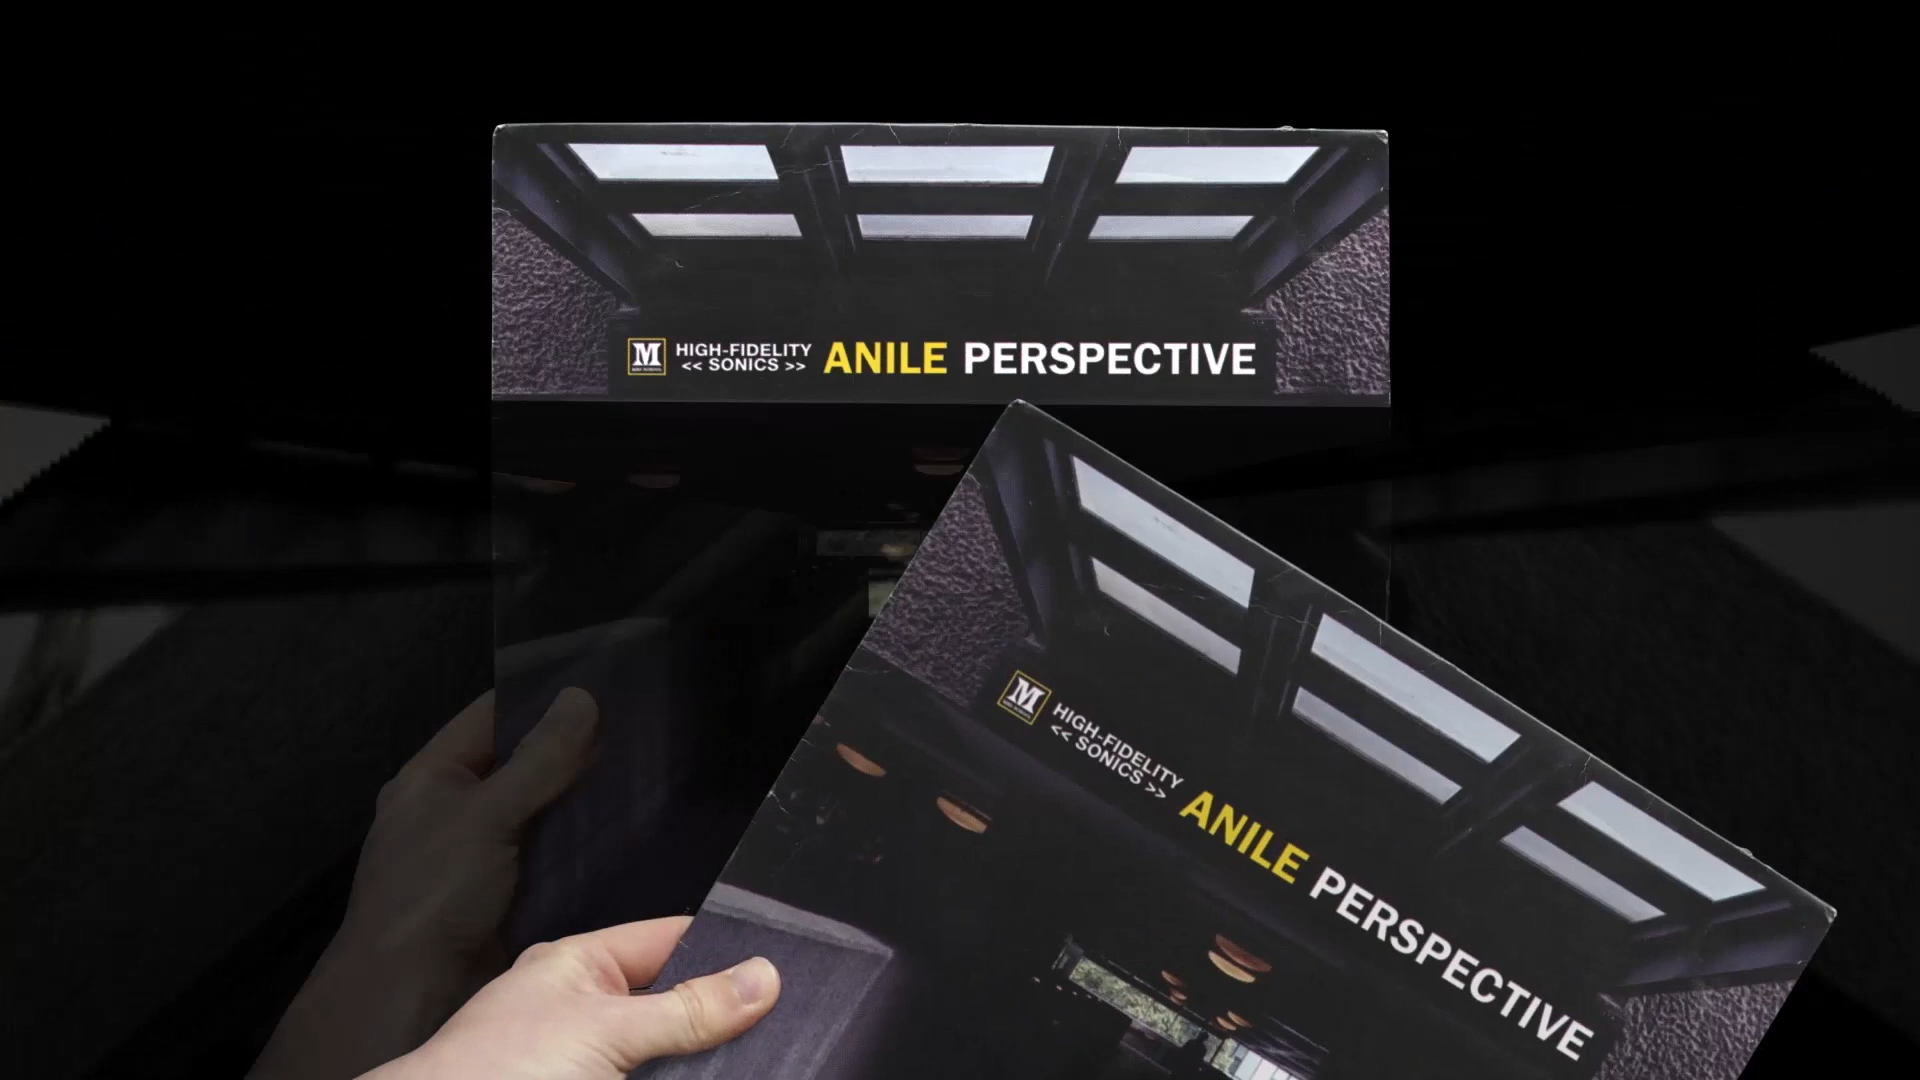 M
HIGH-FIDELITY
<< SONICS >>
ANILE PERSPECTIVE
M
HIGH-FIDELITY
<< SONICS >>
ANILE PERSPECTIVE